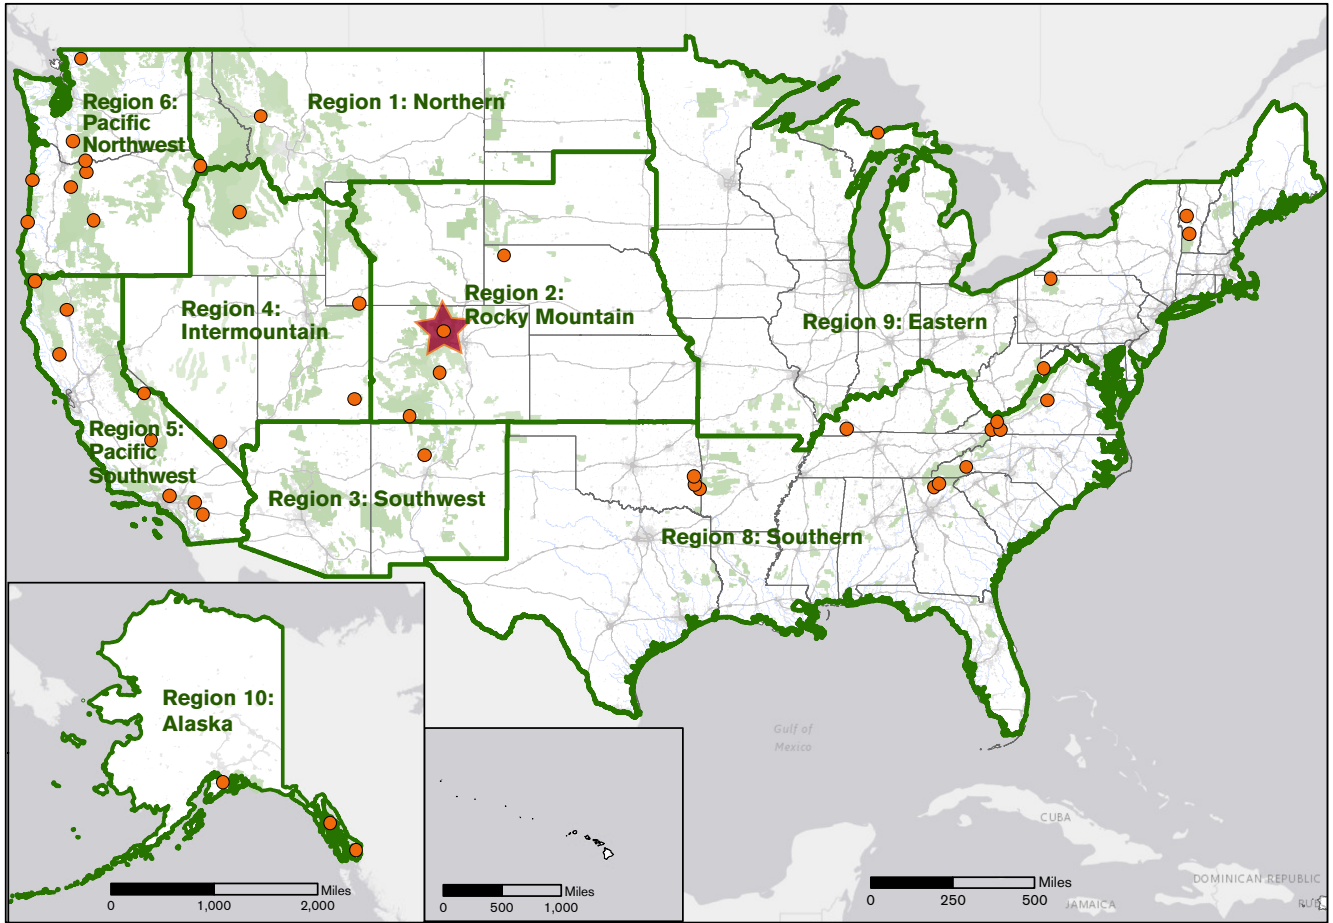 Region 6:
Pacific
Northwest
Region 1: Northern
Region 4:
Intermountain
Region 2:
Rocky Mountain
Region 9: Eastern
Region 5:
Pacific
Southwest
Region 3: Southwest
Region 8: Southern
Region 10:
Alaska
Gulf of
Mexico
CUBA
DOMINICAN REPUBLIC
JAMAICA
Miles
0 1,000 2,000
Miles
0 500 1,000
Miles
0 250 500